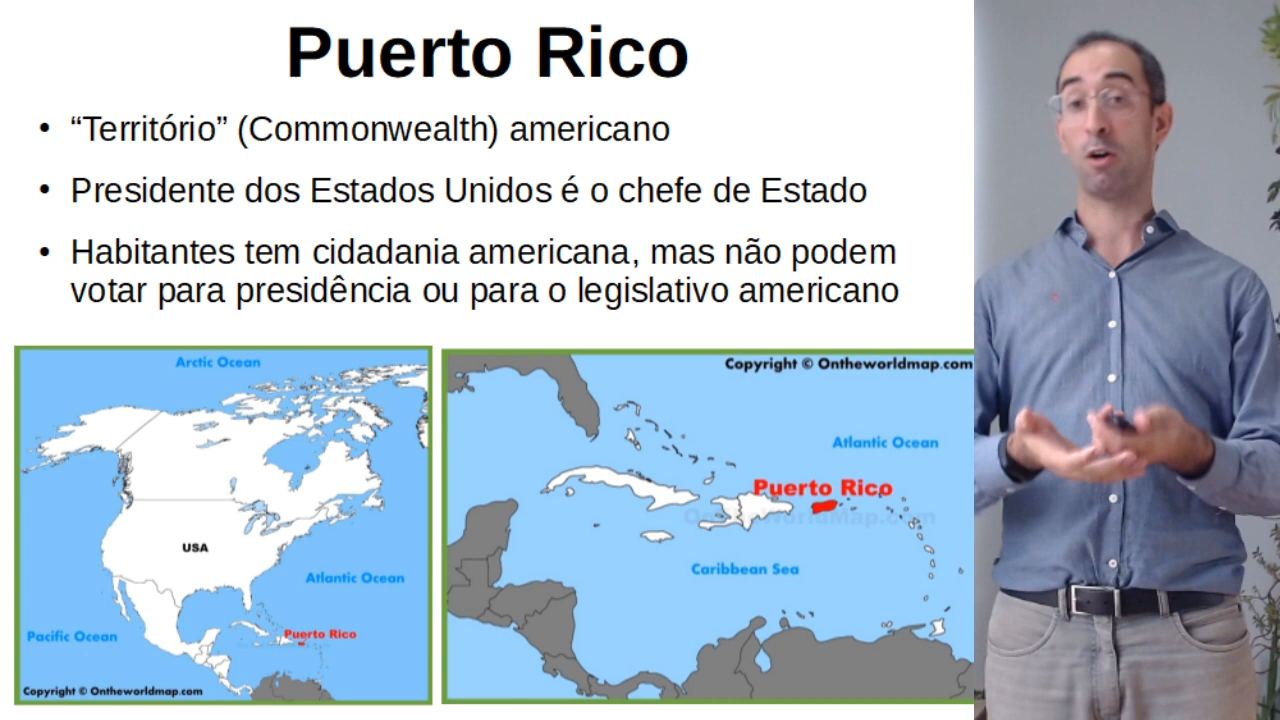 Puerto Rico
• “Território” (Commonwealth) americano
• Presidente dos Estados Unidos é o chefe de Estado
• Habitantes tem cidadania americana, mas não podem
votar para presidência ou para o legislativo americano
Arctic Ocean
USA
Atlantic Ocean
Pacific Ocean
Puerto Rico
Copyright © Ontheworldmap.com
Copyright © Ontheworldmap.com
Atlantic Ocean
Puerto Rico
OntheWorldMap.com
Caribbean Sea